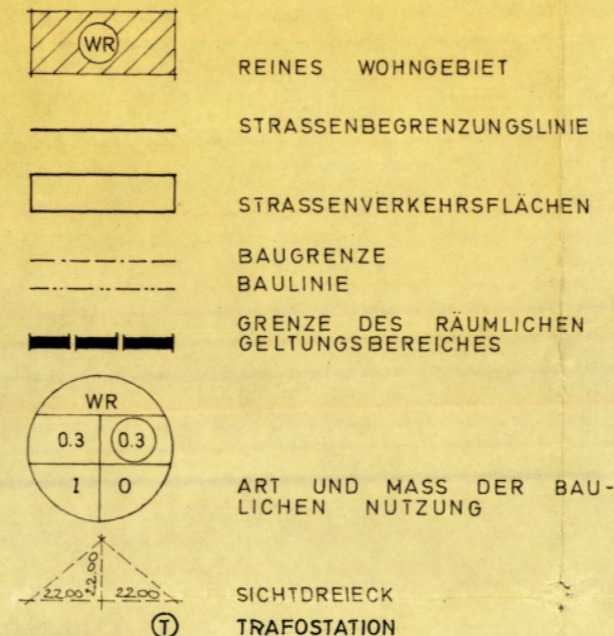 WR
REINES WOHNGEBIET
STRASSENBEGRENZUNGSLINIE
STRASSENVERKEHRSFLÄCHEN
BAUGRENZE
BAULINIE
GRENZE DES RÄUMLICHEN
GELTUNGSBEREICHES
WR
0.3 0.3
I O
ART UND MASS DER BAU-
LICHEN NUTZUNG
22.00 22.00 22.00
SICHTDREIECK
T TRAFOSTATION